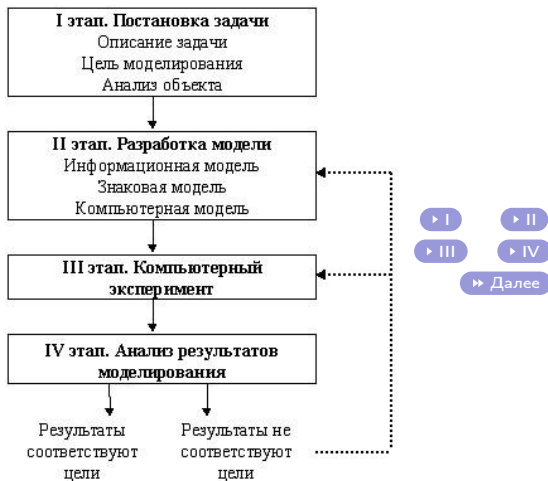 I этап. Постановка задачи
Описание задачи
Цель моделирования
Анализ объекта
II этап. Разработка модели
Информационная модель
Знаковая модель
Компьютерная модель
III этап. Компьютерный
эксперимент
IV этап. Анализ результатов
моделирования
Результаты
соответствуют
цели
Результаты не
соответствуют
цели
I
II
III
IV
Далее